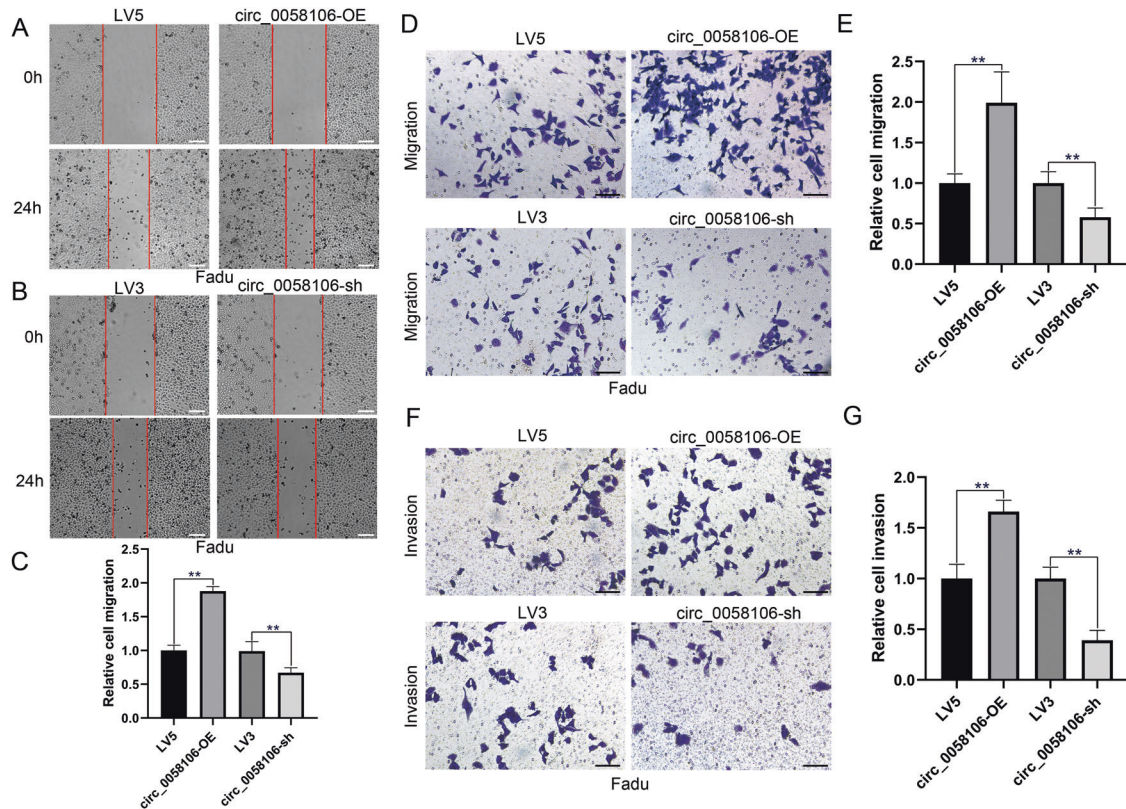 A
LV5
circ_0058106-OE
0h
24h
Fadu
B
LV3
circ_0058106-sh
0h
24h
Fadu
C
Relative cell migration
2.5
2.0
1.5
1.0
0.5
0.0
**
**
LV5
circ_0058106-OE
LV3
circ_0058106-sh
D
LV5
circ_0058106-OE
Migration
LV3
circ_0058106-sh
Migration
Fadu
E
Relative cell migration
2.5
2.0
1.5
1.0
0.5
0.0
**
**
LV5
circ_0058106-OE
LV3
circ_0058106-sh
F
LV5
circ_0058106-OE
Invasion
LV3
circ_0058106-sh
Invasion
Fadu
G
Relative cell invasion
2.0
1.5
1.0
0.5
0.0
**
**
LV5
circ_0058106-OE
LV3
circ_0058106-sh